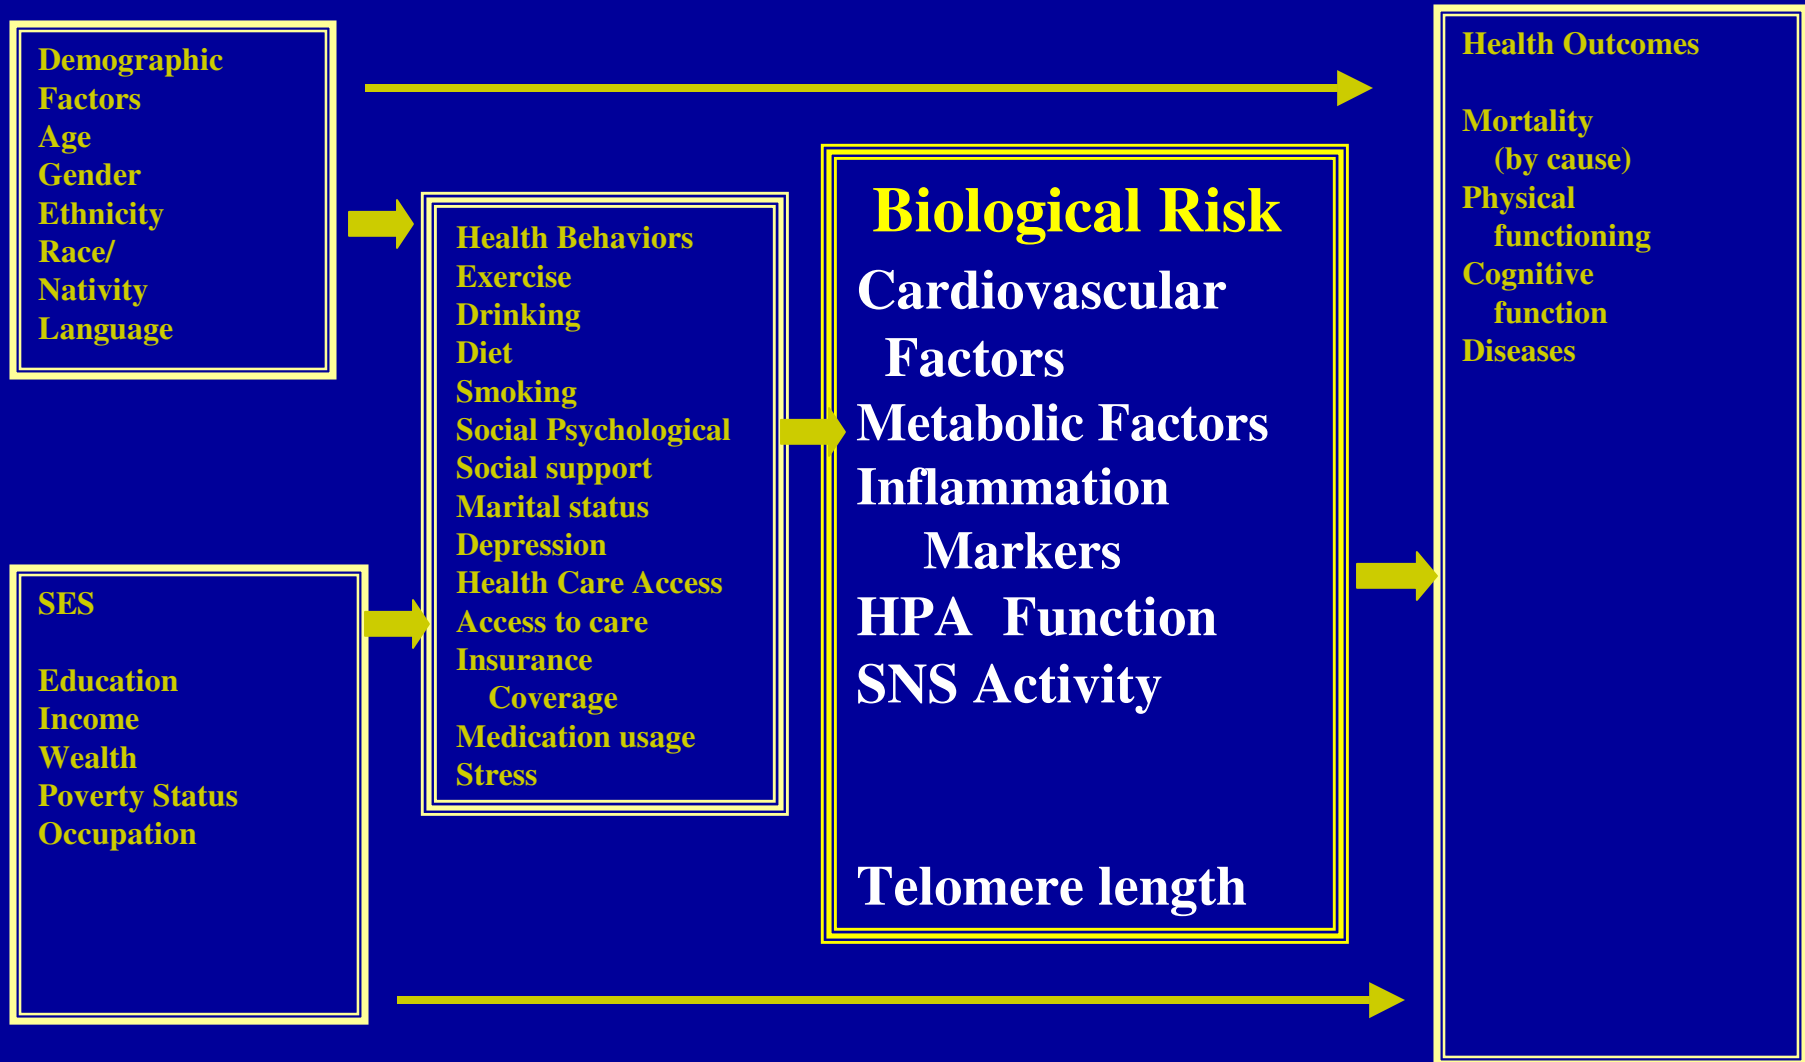 Demographic
Factors
Age
Gender
Ethnicity
Race/
Nativity
Language
SES
Education
Income
Wealth
Poverty Status
Occupation
Health Behaviors
Exercise
Drinking
Diet
Smoking
Social Psychological
Social support
Marital status
Depression
Health Care Access
Access to care
Insurance
Coverage
Medication usage
Stress
Biological Risk
Cardiovascular
Factors
Metabolic Factors
Inflammation
Markers
HPA Function
SNS Activity
Telomere length
Health Outcomes
Mortality
(by cause)
Physical
functioning
Cognitive
function
Diseases